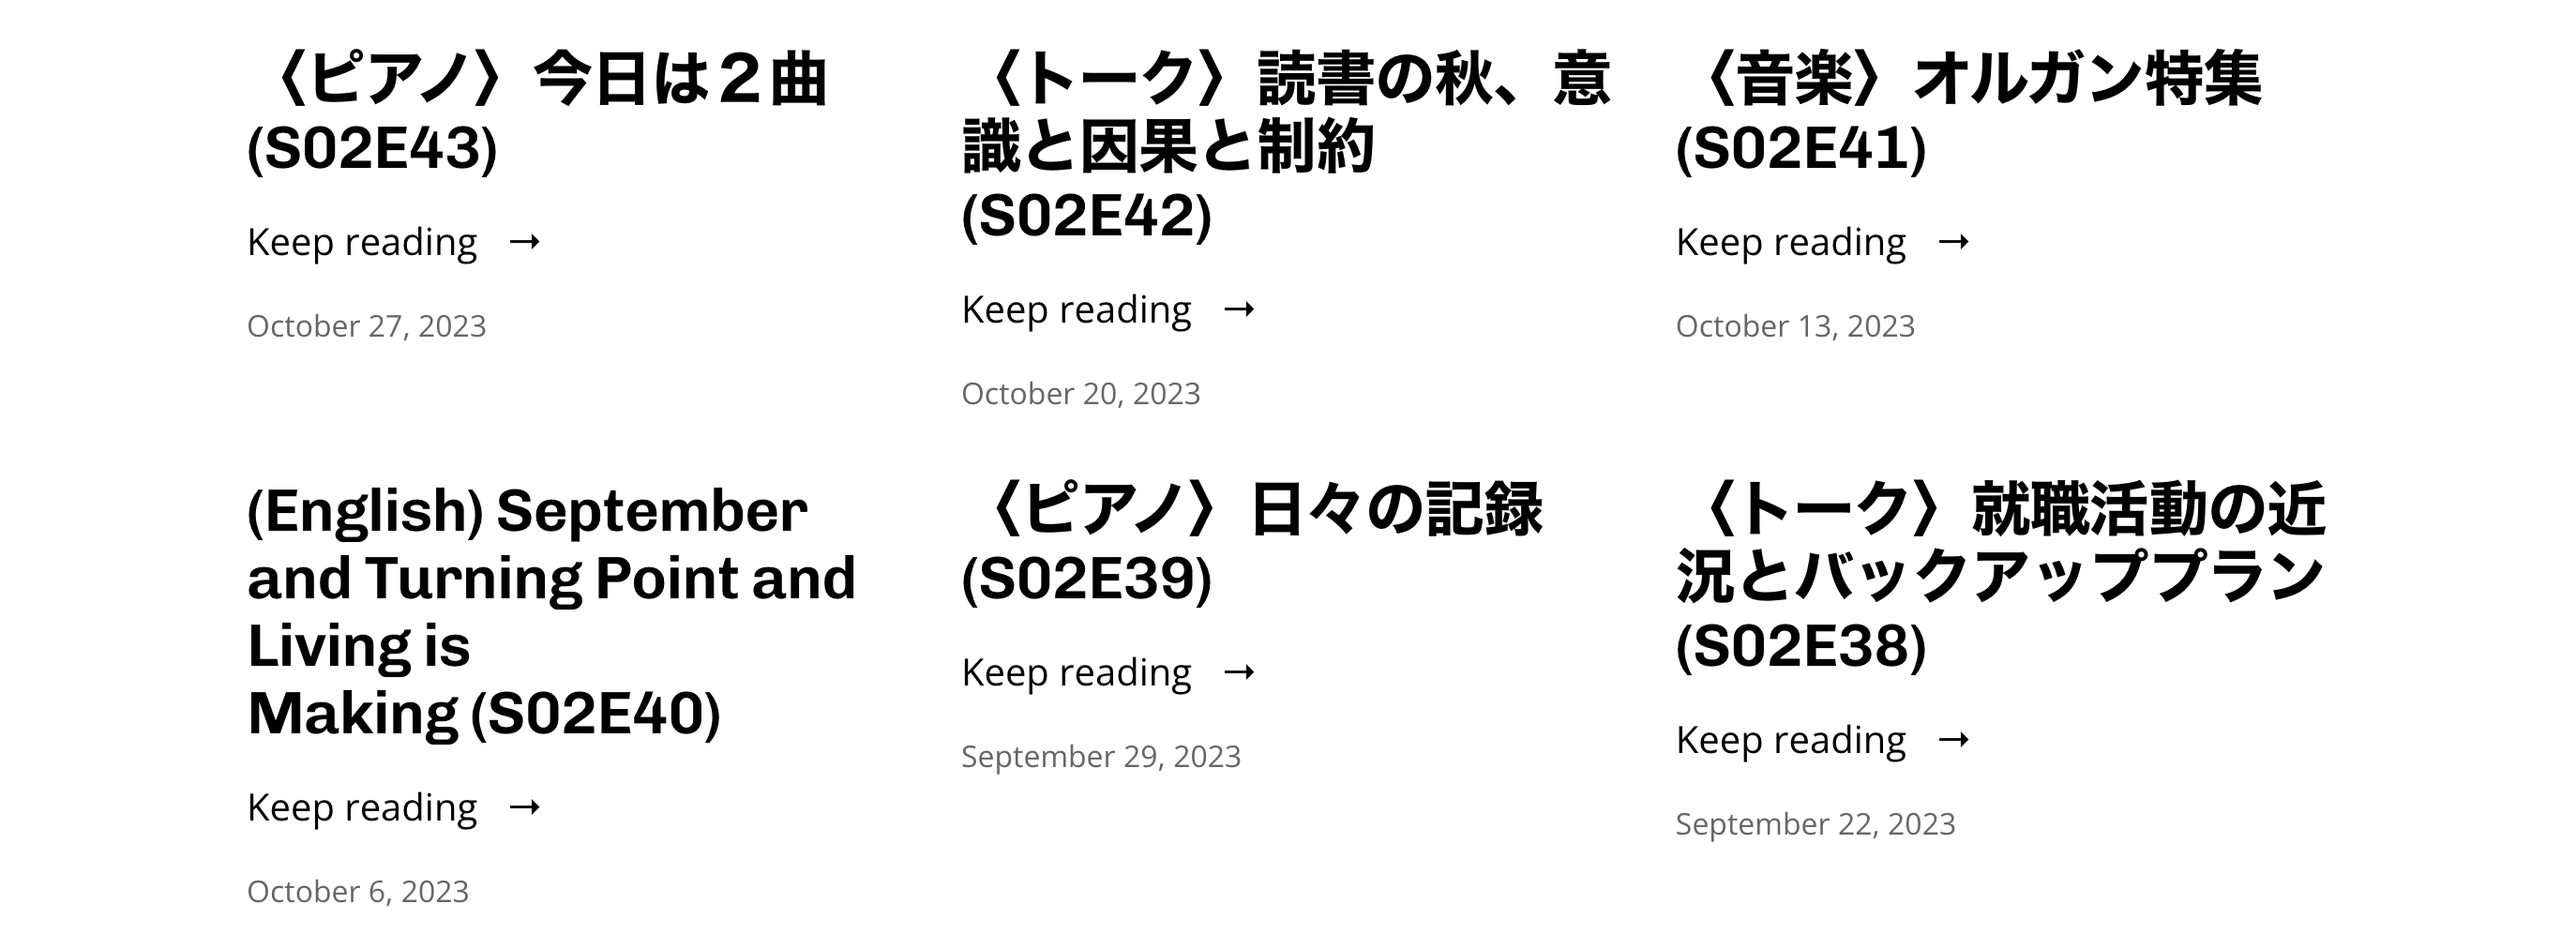 〈ピアノ〉今日は２曲
(S02E43)
Keep reading →
October 27, 2023
〈トーク〉読書の秋、意
識と因果と制約
(S02E42)
Keep reading →
October 20, 2023
〈音楽〉オルガン特集
(S02E41)
Keep reading →
October 13, 2023
(English) September
and Turning Point and
Living is
Making (S02E40)
Keep reading →
October 6, 2023
〈ピアノ〉日々の記録
(S02E39)
Keep reading →
September 29, 2023
〈トーク〉就職活動の近
況とバックアッププラン
(S02E38)
Keep reading →
September 22, 2023